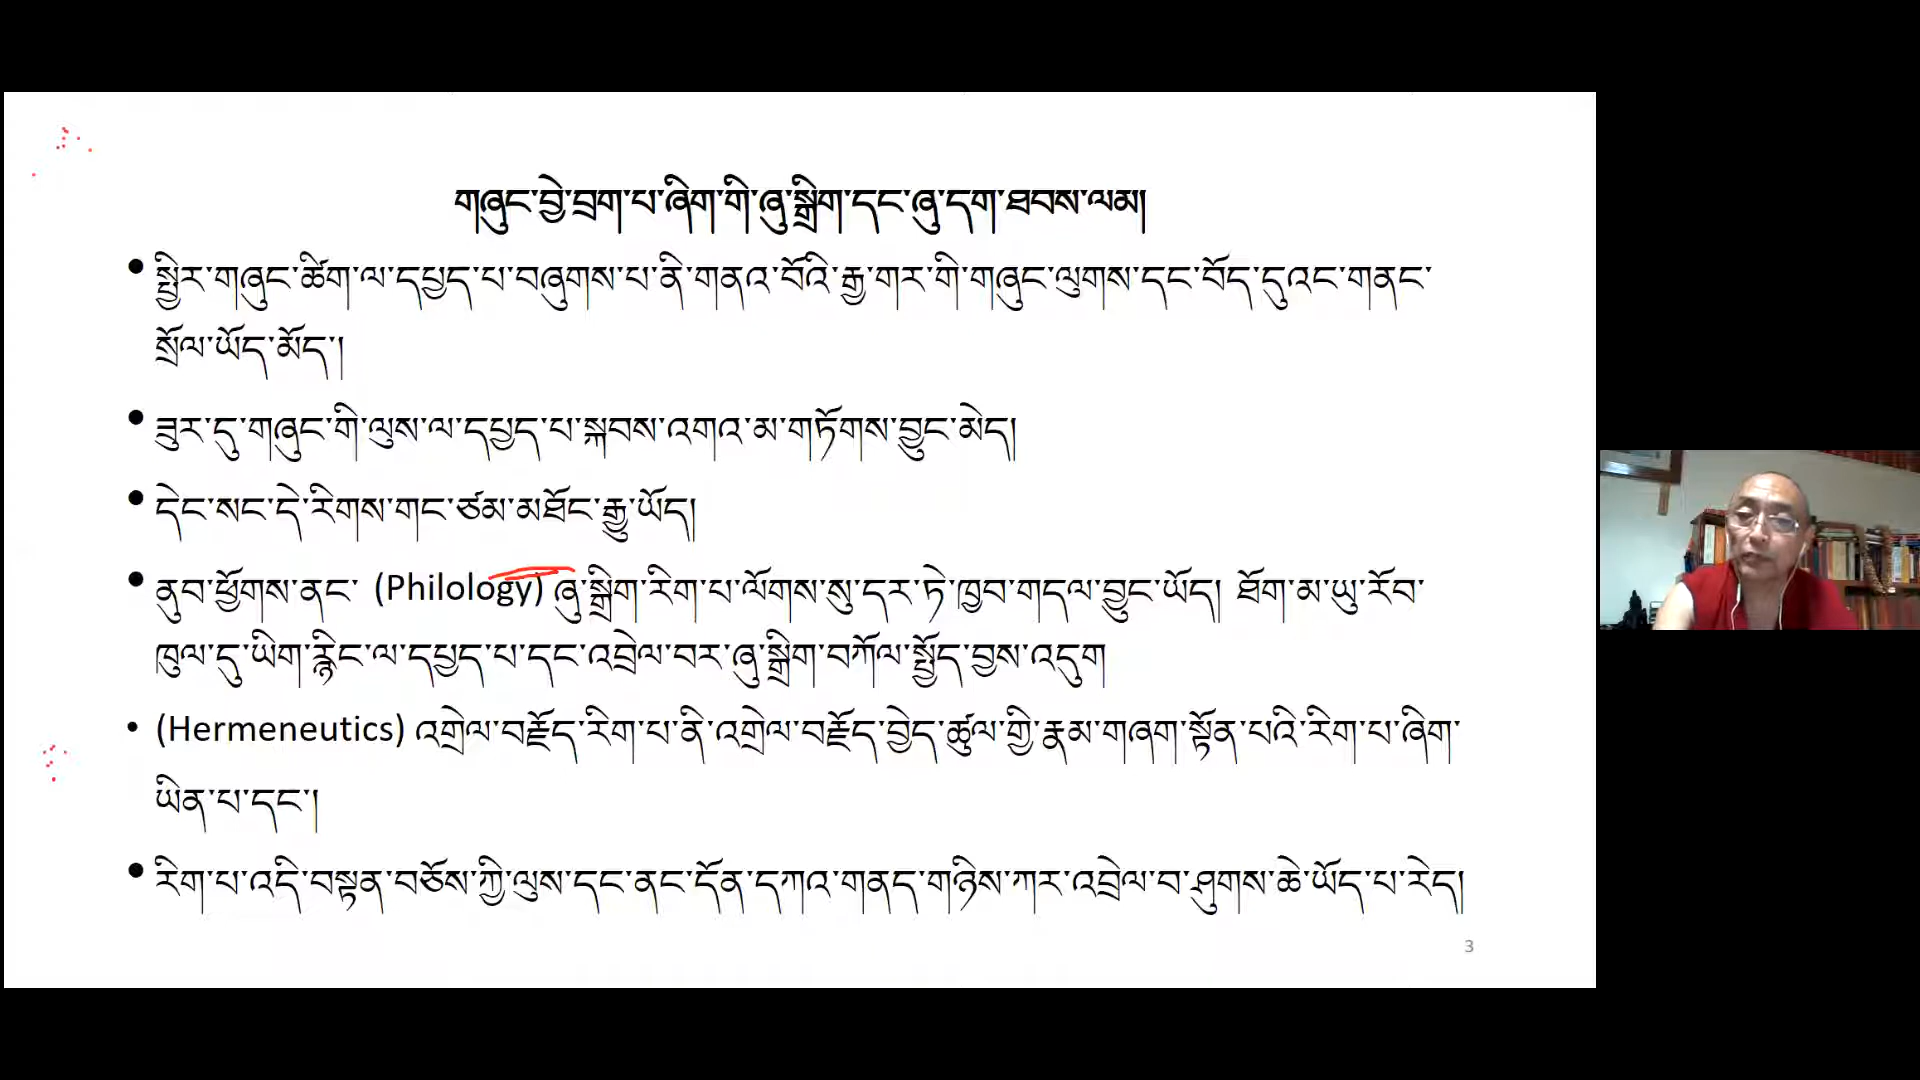 གཞུང་བྱེ་བྲག་པ་ཞིག་གི་ཞུ་སྒྲིག་དང་ཞུ་དག་ཐབས་ལམ།
• སྤྱིར་གཞུང་ཚིག་ལ་དཔྱད་པ་བཞུགས་པ་ནི་གནའ་བོའི་རྒྱ་གར་གི་གཞུང་ལུགས་དང་བོད་དུའང་གནང་
སྲོལ་ཡོད་མོད་།
• ཟུར་དུ་གཞུང་གི་ལུས་ལ་དཔྱད་པ་སྐབས་འགའ་མ་གཏོགས་བྱུང་མེད།
• དེང་སང་དེ་རིགས་གང་ཙམ་མཐོང་རྒྱུ་ཡོད།
• ནུབ་ཕྱོགས་ནང་ (Philology) ཞུ་སྒྲིག་རིག་པ་ལོགས་སུ་དར་ཏེ་ཁྱབ་གདལ་བྱུང་ཡོད། ཐོག་མ་ཡུ་རོབ་
ཁུལ་དུ་ཡིག་རྙིང་ལ་དཔྱད་པ་དང་འབྲེལ་བར་ཞུ་སྒྲིག་བཀོལ་སྤྱོད་བྱས་འདུག
• (Hermeneutics) འགྲེལ་བརྗོད་རིག་པ་ནི་འགྲེལ་བརྗོད་བྱེད་ཚུལ་གྱི་རྣམ་གཞག་སྟོན་པའི་རིག་པ་ཞིག་
ཡིན་པ་དང་།
• རིག་པ་འདི་བསྟན་བཅོས་ཀྱི་ལུས་དང་ནང་དོན་དཀའ་གནད་གཉིས་ཀར་འབྲེལ་བ་ཤུགས་ཆེ་ཡོད་པ་རེད།
3